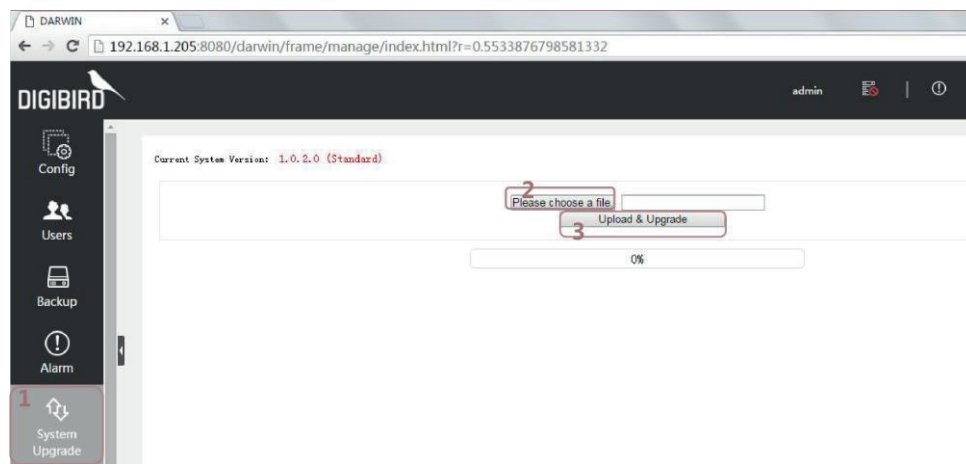 DARWIN
192.168.1.205:8080/darwin/frame/manage/index.html?r=0.5533876798581332
DIGIBIRD
admin
Config
Users
Backup
Alarm
1
System
Upgrade
Current System Version: 1.0.2.0 (Standard)
2
Please choose a file
Upload & Upgrade
3
0%